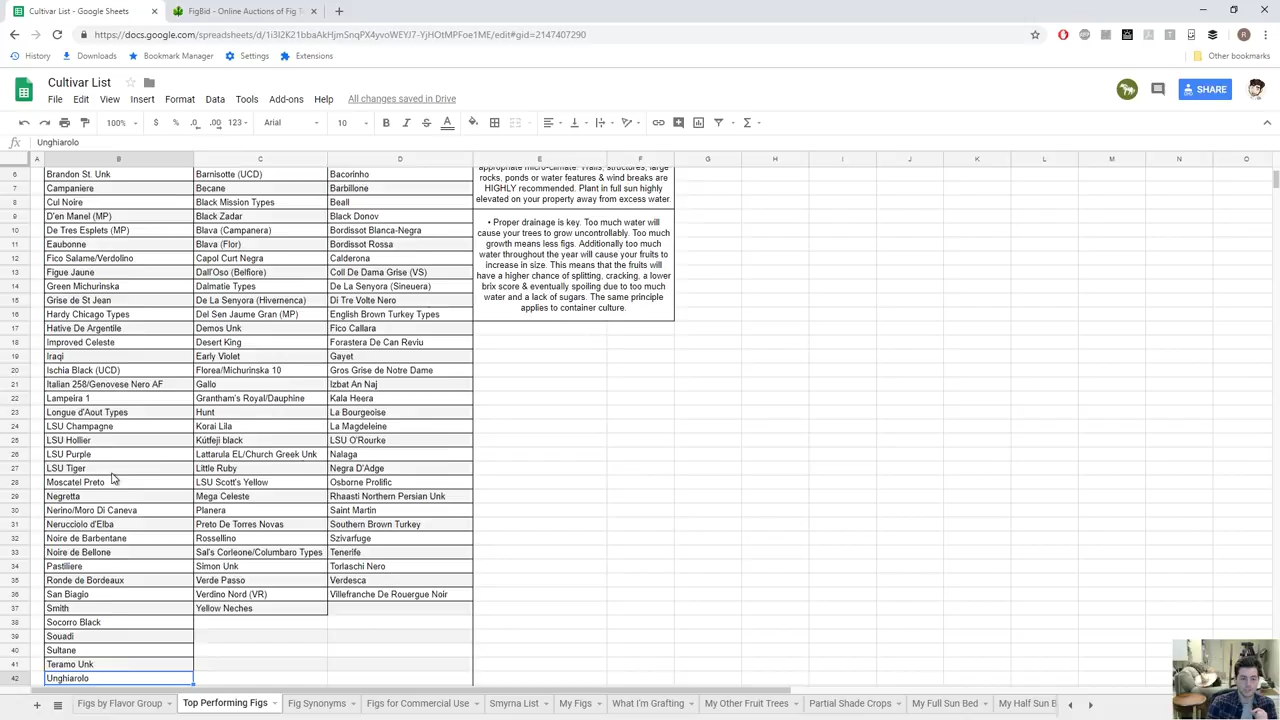 Cultivar List - Google Sheets
FigBid - Online Auctions of Fig T
https://docs.google.com/spreadsheets/d/1i3I2K21bbaAkHjmSnqPX4yvoWEYJ7-YjHOtMPFoe1ME/edit#gid=2147407290
History Downloads Bookmark Manager Settings Extensions Other bookmarks
Cultivar List
File Edit View Insert Format Data Tools Add-ons Help All changes saved in Drive
SHARE
100% $ % .0 .00 123 Arial 10 B I S A
fx Unghiarolo
A B C D E F G H I J K L M N O
6 Brandon St. Unk Barnisotte (UCD) Bacorinho
7 Campaniere Becane Barbillone
8 Cul Noire Black Mission Types Beall
9 D'en Manel (MP) Black Zadar Black Donov
10 De Tres Esplets (MP) Blava (Campanera) Bordissot Blanca-Negra
11 Eaubonne Blava (Flor) Bordissot Rossa
12 Fico Salame/Verdolino Capol Curt Negra Calderona
13 Figue Jaune Dall'Oso (Belfiore) Coll De Dama Grise (VS)
14 Green Michurinska Dalmatie Types De La Senyora (Sineuera)
15 Grise de St Jean De La Senyora (Hivernenca) Di Tre Volte Nero
16 Hardy Chicago Types Del Sen Jaume Gran (MP) English Brown Turkey Types
17 Hative De Argentile Demos Unk Fico Callara
18 Improved Celeste Desert King Forastera De Can Reviu
19 Iraqi Early Violet Gayet
20 Ischia Black (UCD) Florea/Michurinska 10 Gros Grise de Notre Dame
21 Italian 258/Genovese Nero AF Gallo Izbat An Naj
22 Lampeira 1 Grantham's Royal/Dauphine Kala Heera
23 Longue d'Aout Types Hunt La Bourgeoise
24 LSU Champagne Korai Lila La Magdeleine
25 LSU Hollier Kútfeji black LSU O'Rourke
26 LSU Purple Lattarula EL/Church Greek Unk Nalaga
27 LSU Tiger Little Ruby Negra D'Adge
28 Moscatel Preto LSU Scott's Yellow Osborne Prolific
29 Negretta Mega Celeste Rhaasti Northern Persian Unk
30 Nerino/Moro Di Caneva Planera Saint Martin
31 Nerucciolo d'Elba Preto De Torres Novas Southern Brown Turkey
32 Noire de Barbentane Rossellino Szivarfuge
33 Noire de Bellone Sal's Corleone/Columbaro Types Tenerife
34 Pastiliere Simon Unk Torlaschi Nero
35 Ronde de Bordeaux Verde Passo Verdesca
36 San Biagio Verdino Nord (VR) Villefranche De Rouergue Noir
37 Smith Yellow Neches
38 Socorro Black
39 Souadi
40 Sultane
41 Teramo Unk
42 Unghiarolo
appropriate micro-climate. Walls, structures, large
rocks, ponds or water features & wind breaks are
HIGHLY recommended. Plant in full sun highly
elevated on your property away from excess water.
• Proper drainage is key. Too much water will
cause your trees to grow uncontrollably. Too much
growth means less figs. Additionally too much
water throughout the year will cause your fruits to
increase in size. This means that the fruits will
have a higher chance of splitting, cracking, a lower
brix score & eventually spoiling due to too much
water and a lack of sugars. The same principle
applies to container culture.
Figs by Flavor Group Top Performing Figs Fig Synonyms Figs for Commercial Use Smyrna List My Figs What I'm Grafting My Other Fruit Trees Partial Shade Crops My Full Sun Bed My Half Sun B